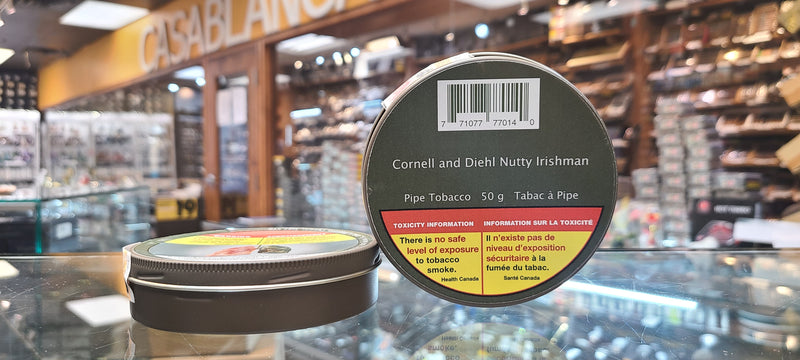 CASABLANCA
7 71077 77014 0
Cornell and Diehl Nutty Irishman
Pipe Tobacco 50 g Tabac à Pipe
TOXICITY INFORMATION
There is no safe
level of exposure
to tobacco
smoke.
Health Canada
INFORMATION SUR LA TOXICITÉ
Il n'existe pas de
niveau d'exposition
sécuritaire à la
fumée du tabac.
Santé Canada